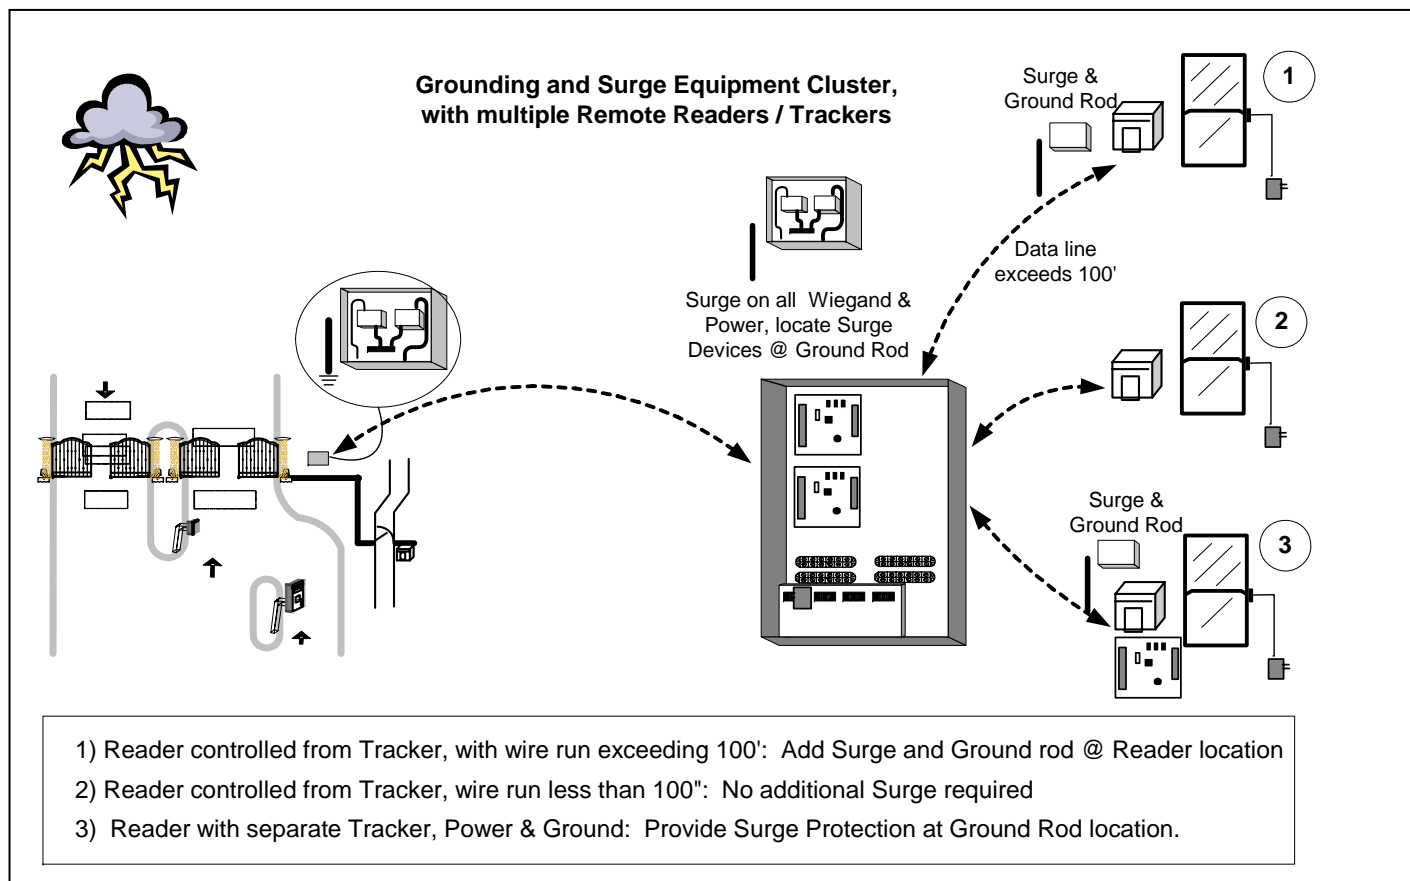 Grounding and Surge Equipment Cluster,
with multiple Remote Readers / Trackers
Surge &
Ground Rod
1
Data line
exceeds 100'
Surge on all Wiegand &
Power, locate Surge
Devices @ Ground Rod
2
Surge &
Ground Rod
3
1) Reader controlled from Tracker, with wire run exceeding 100': Add Surge and Ground rod @ Reader location
2) Reader controlled from Tracker, wire run less than 100": No additional Surge required
3) Reader with separate Tracker, Power & Ground: Provide Surge Protection at Ground Rod location.